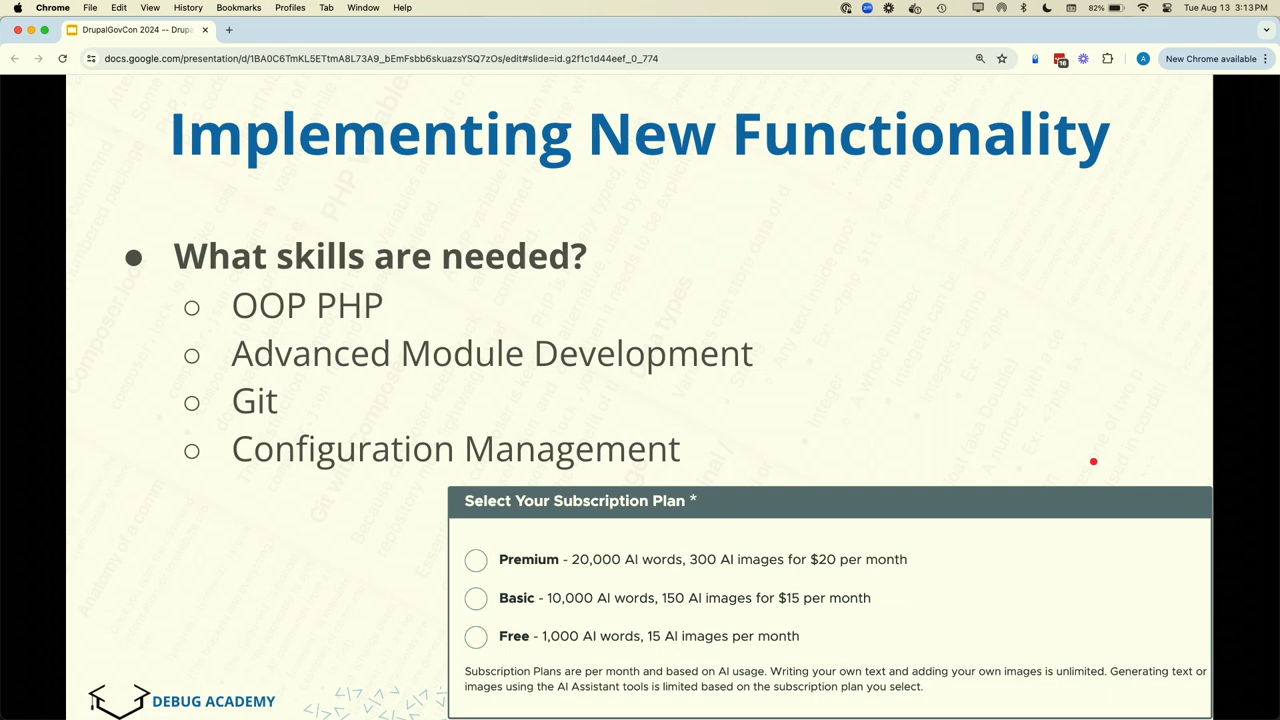 Chrome File Edit View History Bookmarks Profiles Tab Window Help 82% Tue Aug 13 3:13 PM
DrupalGovCon 2024 -- Drupa
docs.google.com/presentation/d/1BA0C6TmKL5ETtmA8L73A9_bEmFsbb6skuazsYSQ7zOs/edit#slide=id.g2f1c1d44eef_0_774
16
A
New Chrome available
Implementing New Functionality
● What skills are needed?
○ OOP PHP
○ Advanced Module Development
○ Git
○ Configuration Management
Select Your Subscription Plan *
Premium - 20,000 AI words, 300 AI images for $20 per month
Basic - 10,000 AI words, 150 AI images for $15 per month
Free - 1,000 AI words, 15 AI images per month
Subscription Plans are per month and based on AI usage. Writing your own text and adding your own images is unlimited. Generating text or
images using the AI Assistant tools is limited based on the subscription plan you select.
DEBUG ACADEMY